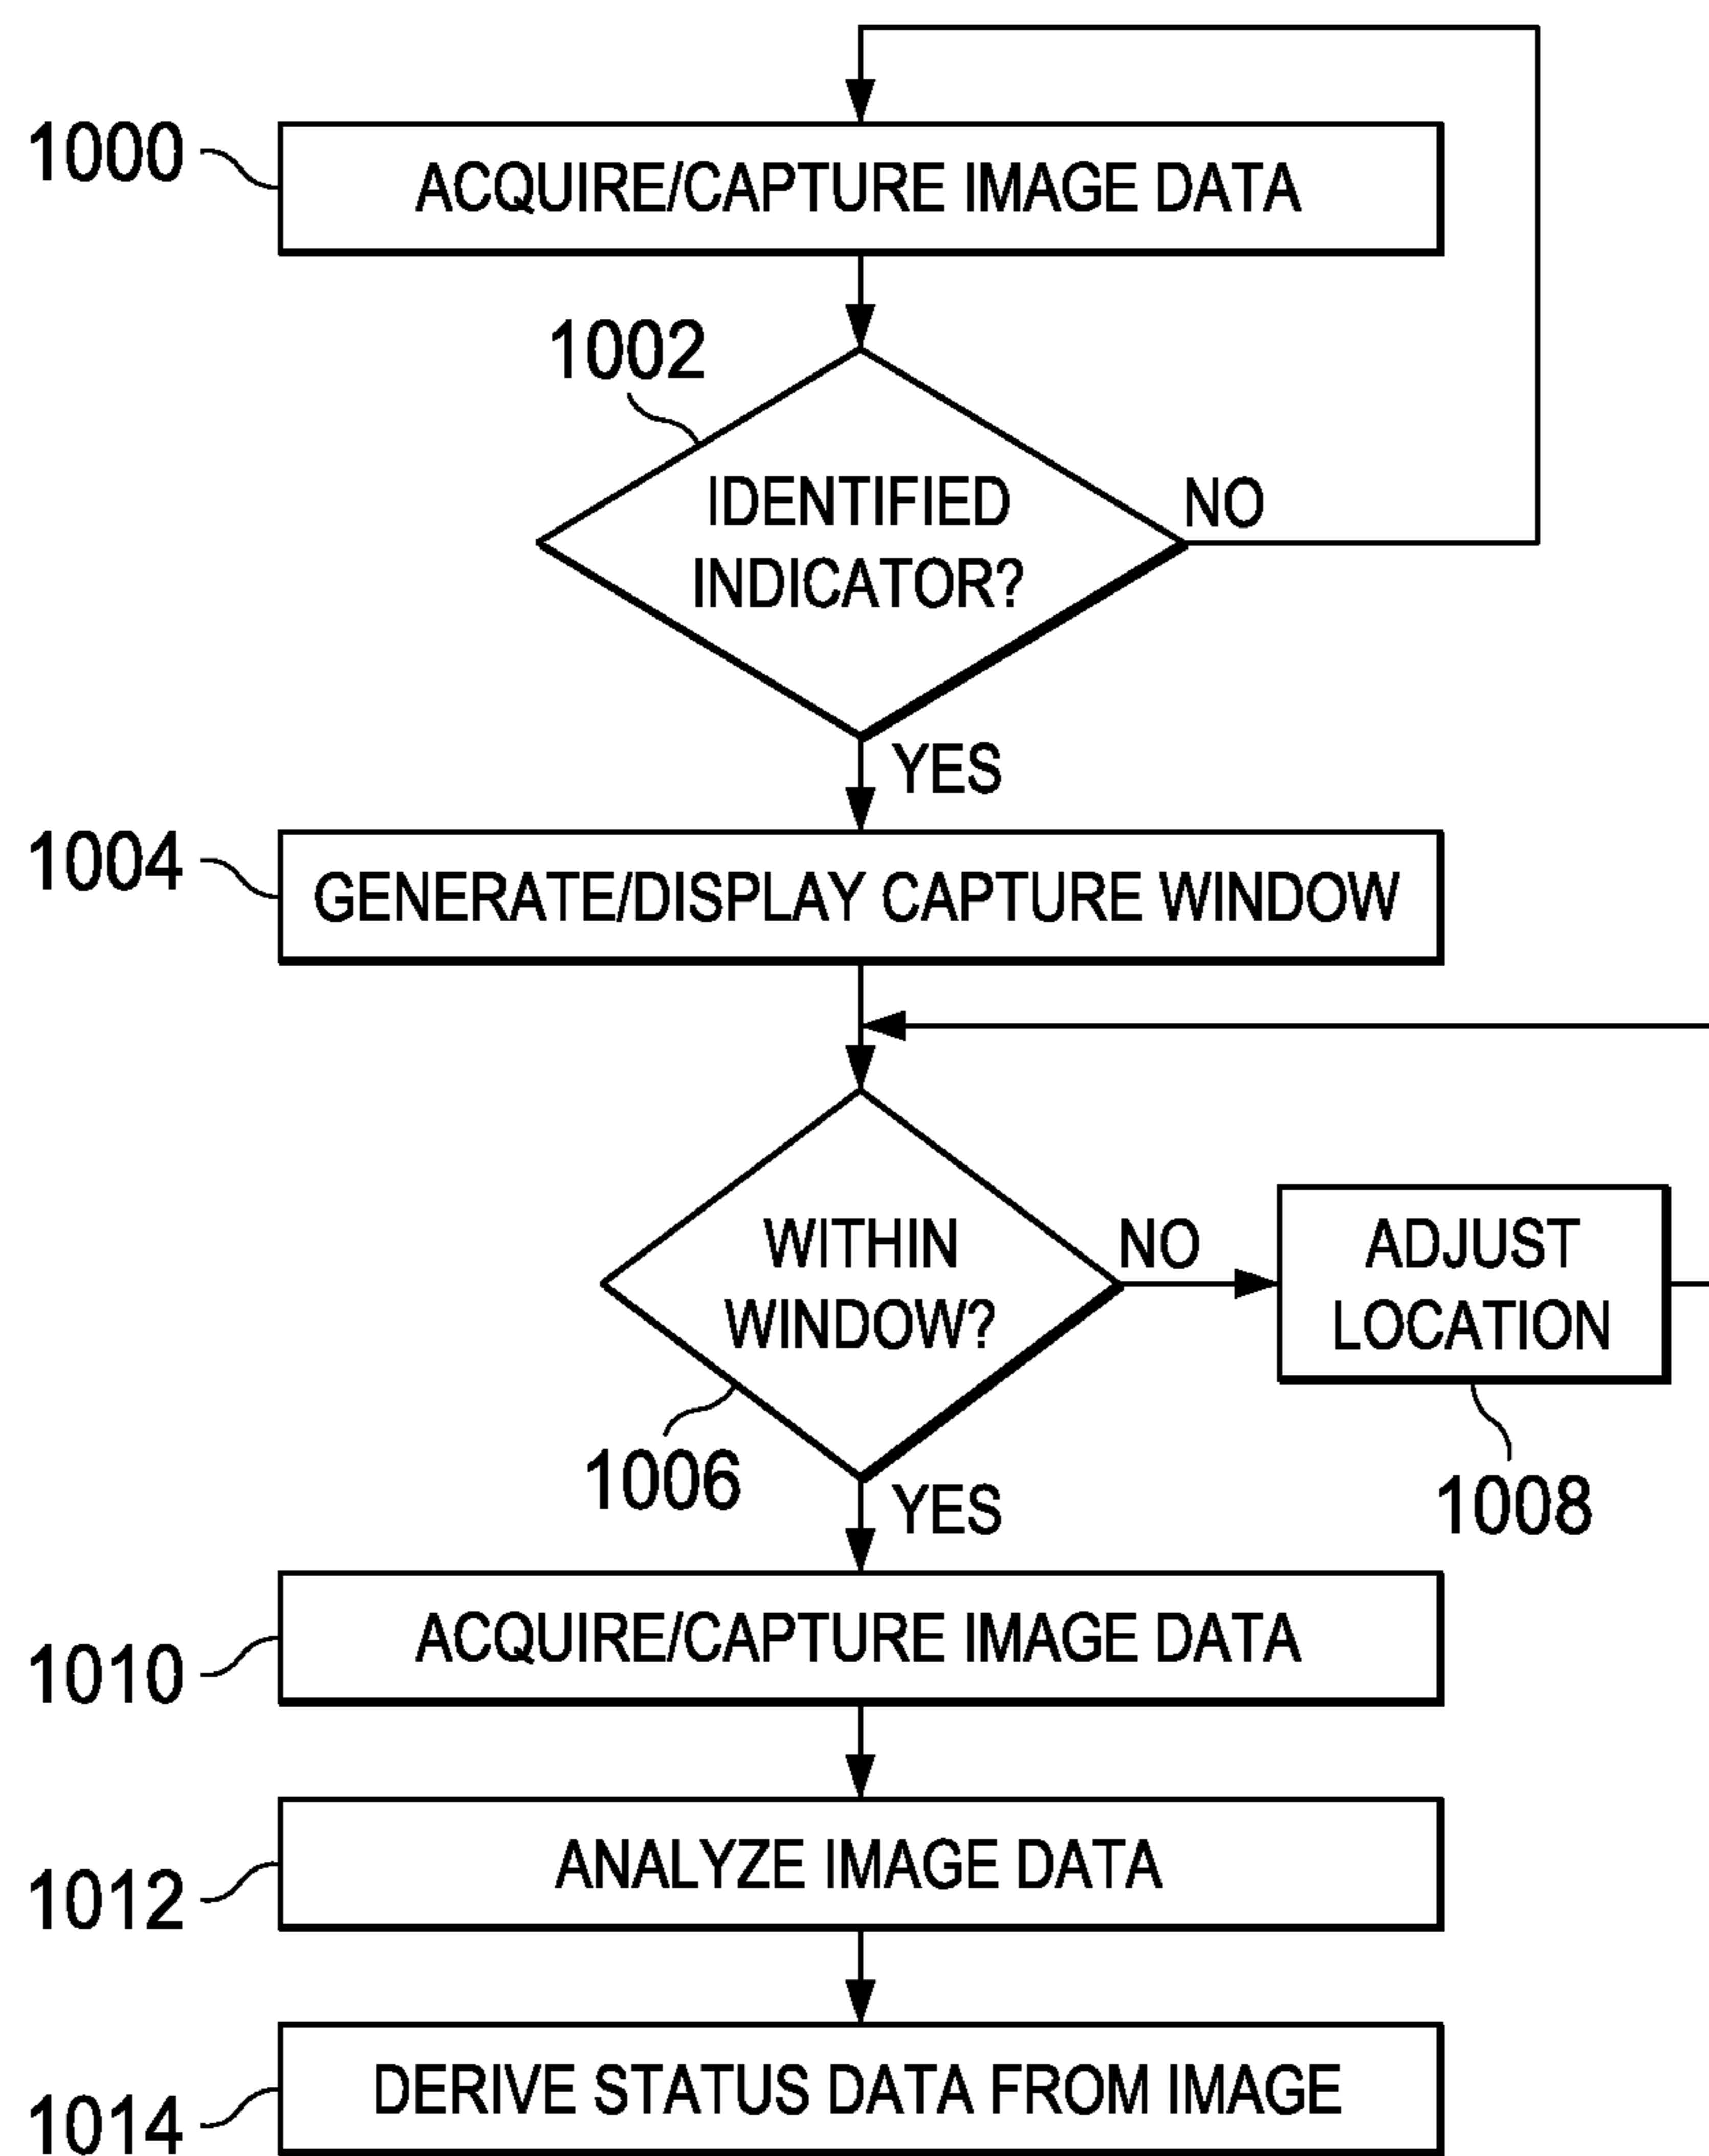 1000
ACQUIRE/CAPTURE IMAGE DATA
1002
IDENTIFIED
INDICATOR?
NO
YES
1004
GENERATE/DISPLAY CAPTURE WINDOW
WITHIN
WINDOW?
NO
ADJUST
LOCATION
1006
YES
1008
ACQUIRE/CAPTURE IMAGE DATA
1010
ANALYZE IMAGE DATA
1012
DERIVE STATUS DATA FROM IMAGE
1014